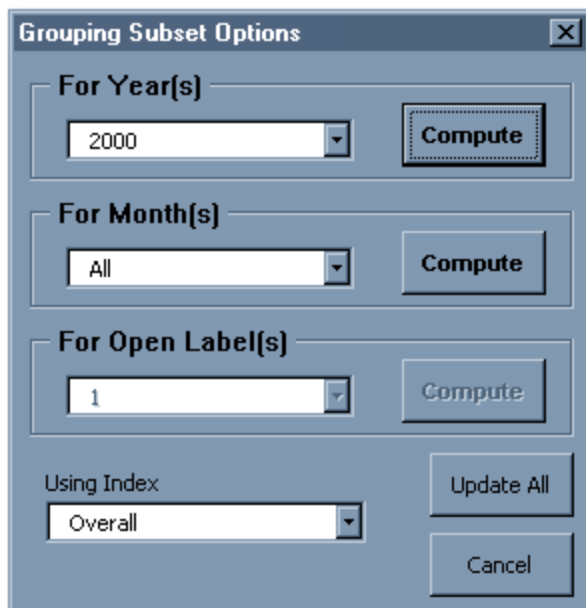 Grouping Subset Options
For Year(s)
2000
Compute
For Month(s)
All
Compute
For Open Label(s)
1
Compute
Using Index
Overall
Update All
Cancel